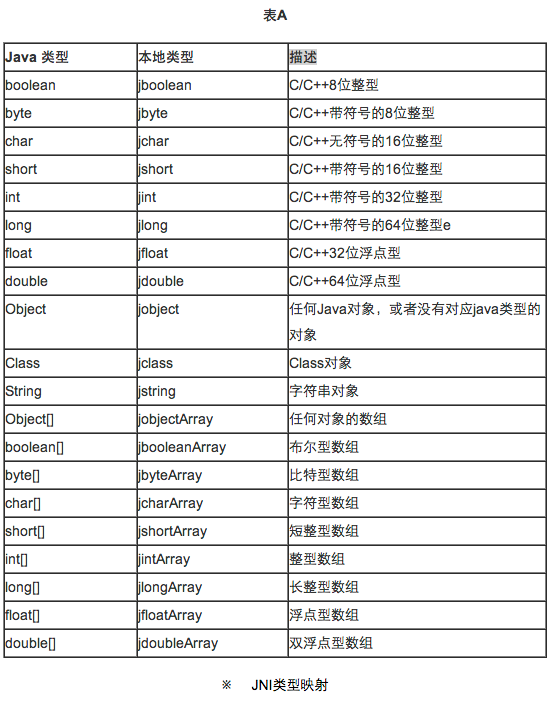 表A
Java 类型 本地类型 描述
boolean jboolean C/C++8位整型
byte jbyte C/C++带符号的8位整型
char jchar C/C++无符号的16位整型
short jshort C/C++带符号的16位整型
int jint C/C++带符号的32位整型
long jlong C/C++带符号的64位整型e
float jfloat C/C++32位浮点型
double jdouble C/C++64位浮点型
Object jobject 任何Java对象，或者没有对应java类型的
对象
Class jclass Class对象
String jstring 字符串对象
Object[] jobjectArray 任何对象的数组
boolean[] jbooleanArray 布尔型数组
byte[] jbyteArray 比特型数组
char[] jcharArray 字符型数组
short[] jshortArray 短整型数组
int[] jintArray 整型数组
long[] jlongArray 长整型数组
float[] jfloatArray 浮点型数组
double[] jdoubleArray 双浮点型数组
※ JNI类型映射